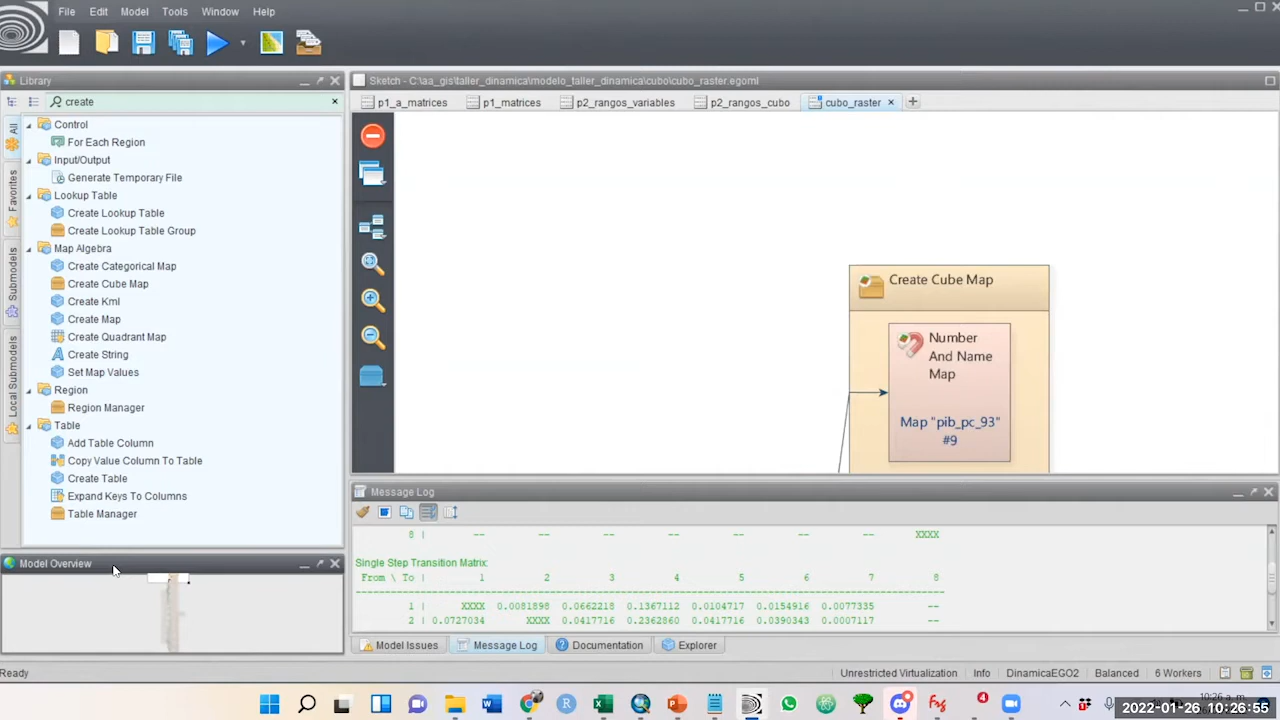 File Edit Model Tools Window Help
Library
create
Control
For Each Region
Input/Output
Generate Temporary File
Lookup Table
Create Lookup Table
Create Lookup Table Group
Map Algebra
Create Categorical Map
Create Cube Map
Create Kml
Create Map
Create Quadrant Map
Create String
Set Map Values
Region
Region Manager
Table
Add Table Column
Copy Value Column To Table
Create Table
Expand Keys To Columns
Table Manager
All
Favorites
Submodels
Local Submodels
Model Overview
Sketch - C:\aa_gis\taller_dinamica\modelo_taller_dinamica\cubo\cubo_raster.egoml
p1_a_matrices p1_matrices p2_rangos_variables p2_rangos_cubo cubo_raster
Create Cube Map
Number
And Name
Map
Map "pib_pc_93"
#9
Message Log
8 | -- -- -- -- -- -- -- XXXX
Single Step Transition Matrix:
From \ To | 1 2 3 4 5 6 7 8
1 | XXXX 0.0081898 0.0662218 0.1367112 0.0104717 0.0154916 0.0077335 --
2 | 0.0727034 XXXX 0.0417716 0.2362860 0.0417716 0.0390343 0.0007117 --
Model Issues Message Log Documentation Explorer
Ready Unrestricted Virtualization Info DinamicaEGO2 Balanced 6 Workers
2022-01-26 10:26:55